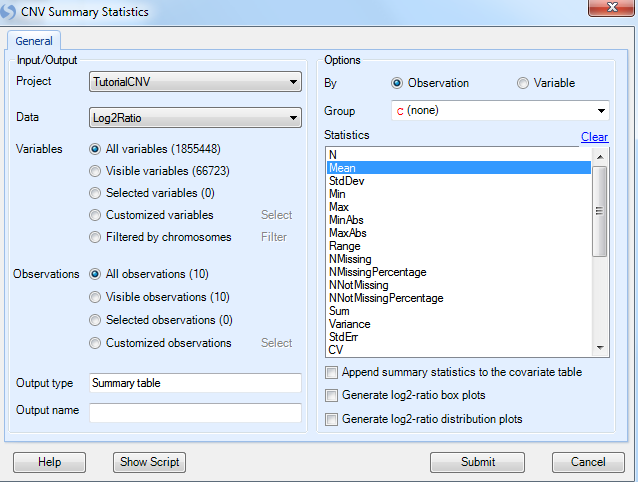 CNV Summary Statistics
General
Input/Output
Project
TutorialCNV
Data
Log2Ratio
Variables
All variables (1855448)
Visible variables (66723)
Selected variables (0)
Customized variables Select
Filtered by chromosomes Filter
Observations
All observations (10)
Visible observations (10)
Selected observations (0)
Customized observations Select
Output type
Summary table
Output name
Options
By
Observation
Variable
Group
c (none)
Statistics
Clear
N
Mean
StdDev
Min
Max
MinAbs
MaxAbs
Range
NMissing
NMissingPercentage
NNotMissing
NNotMissingPercentage
Sum
Variance
StdErr
CV
Append summary statistics to the covariate table
Generate log2-ratio box plots
Generate log2-ratio distribution plots
Help
Show Script
Submit
Cancel